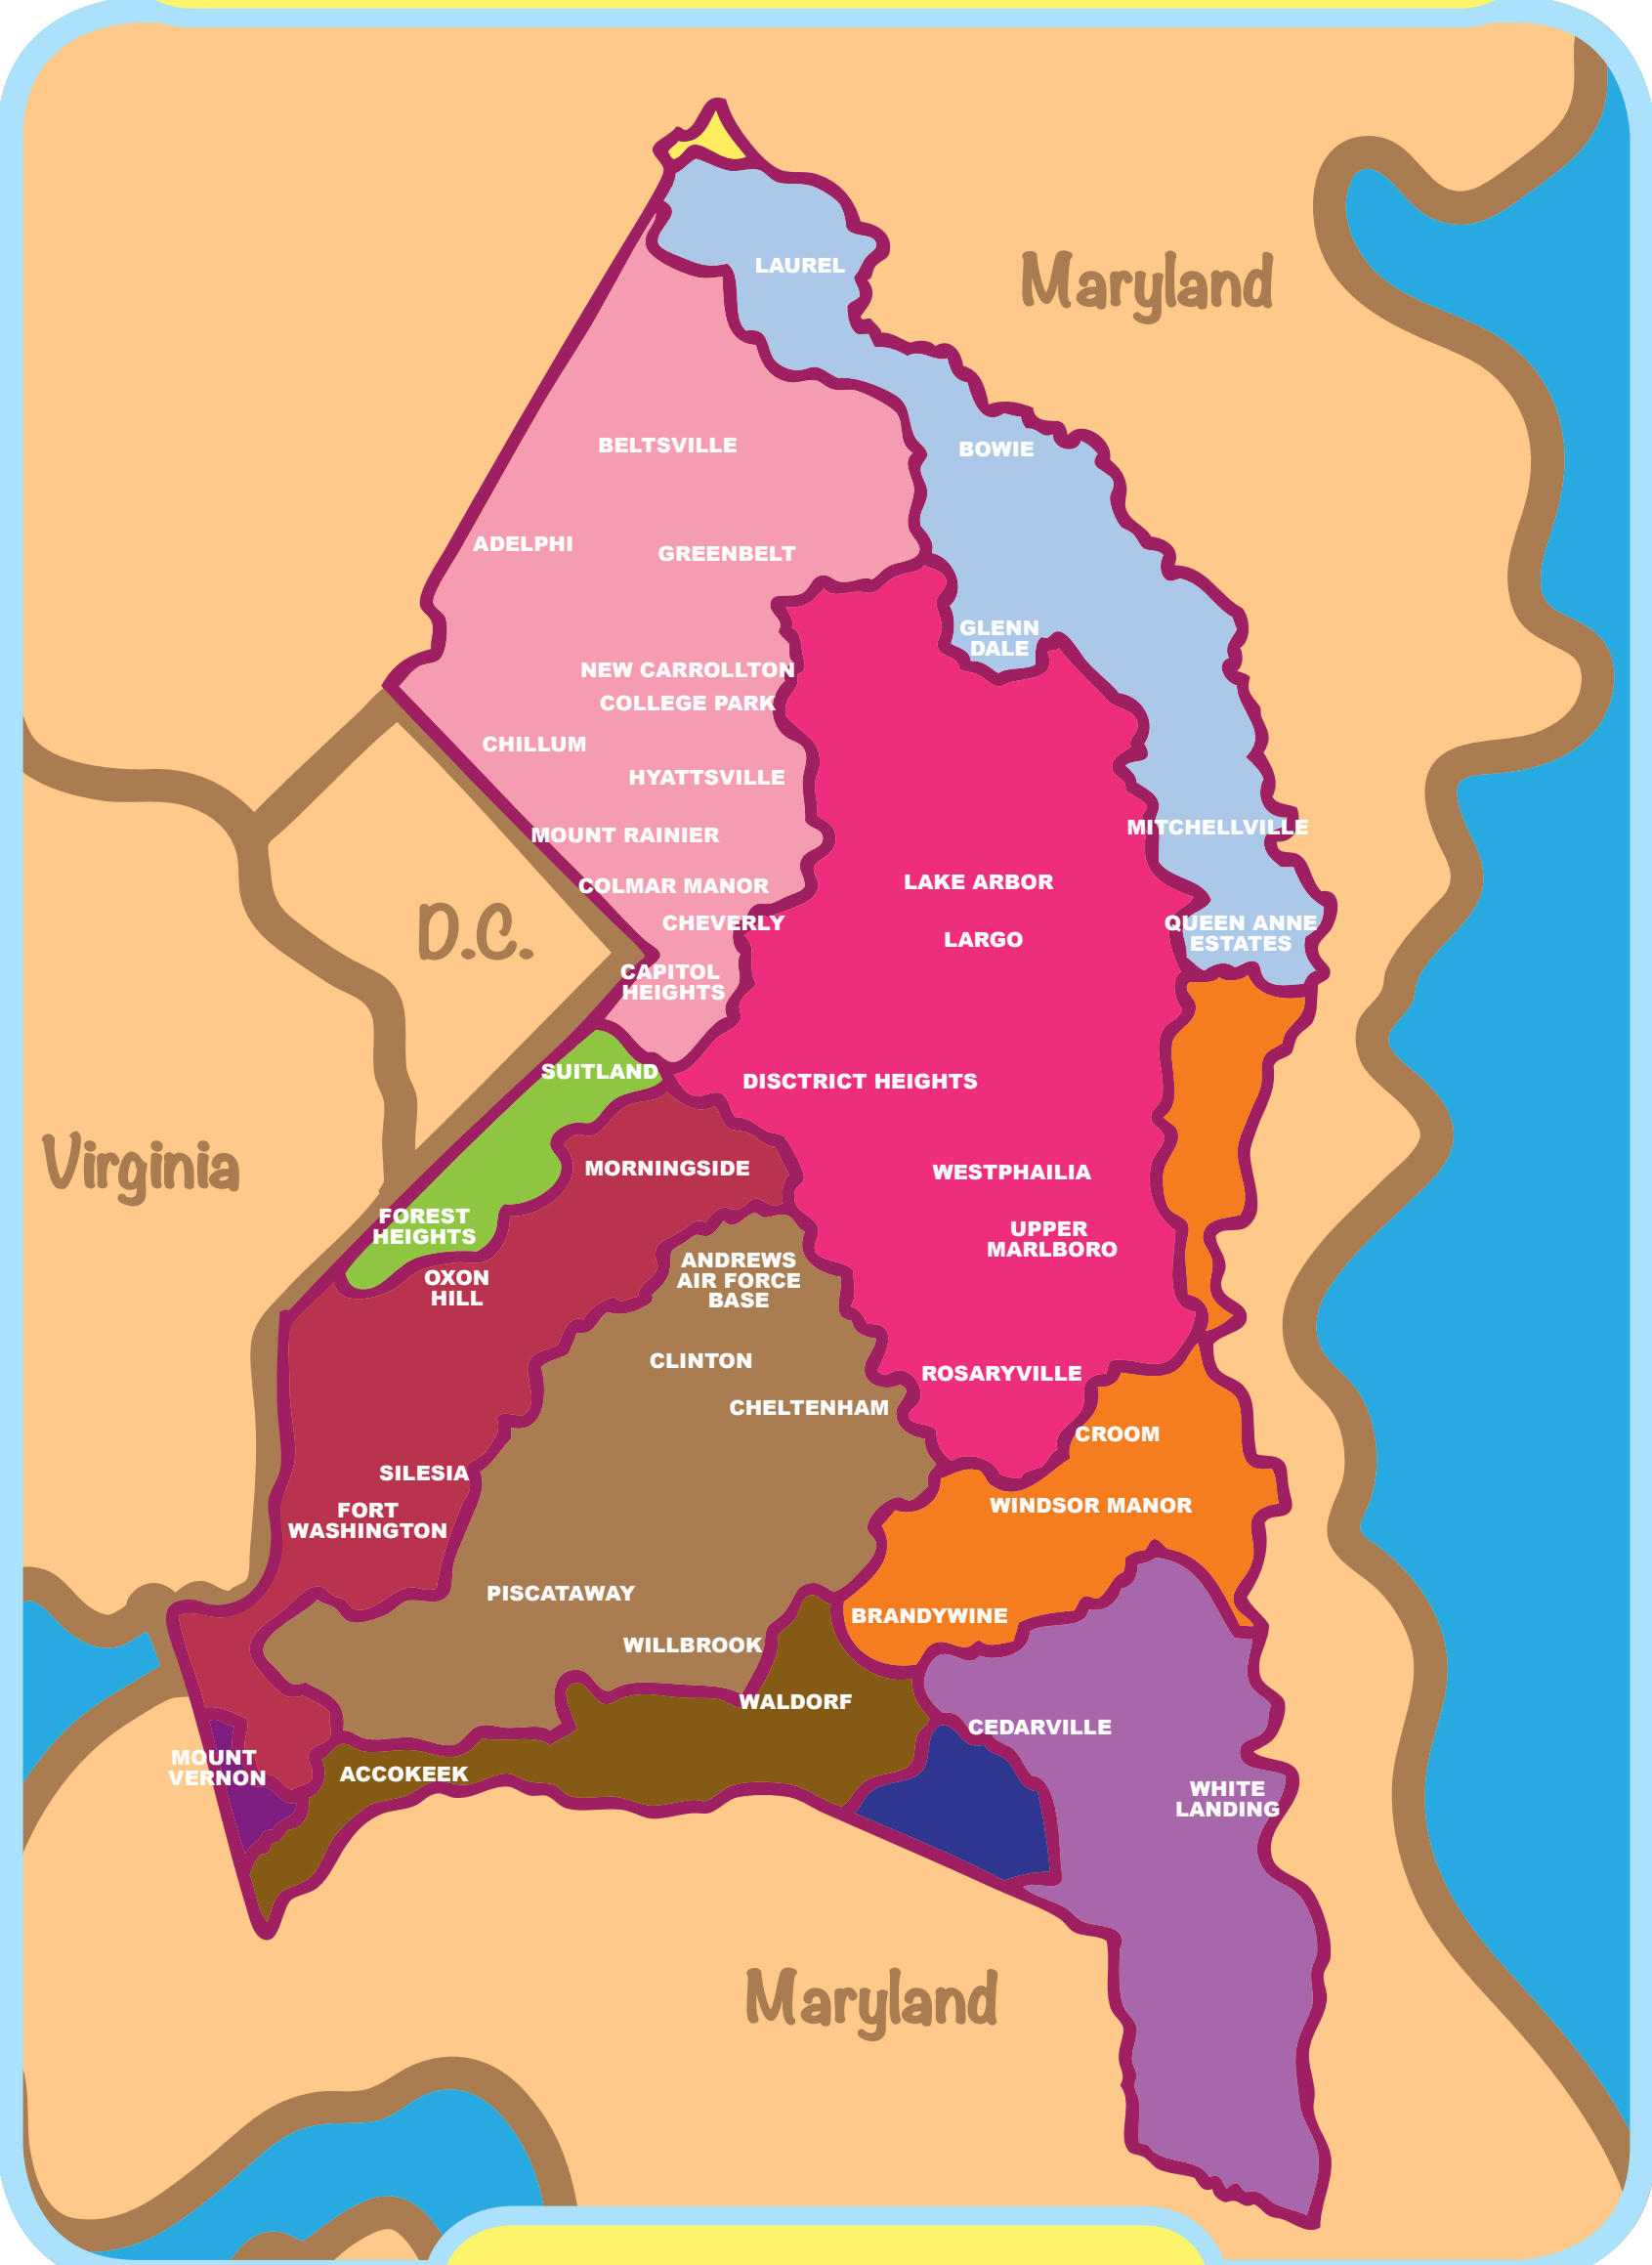 LAUREL
Maryland
BELTSVILLE
BOWIE
ADELPHI
GREENBELT
GLENN
DALE
NEW CARROLLTON
COLLEGE PARK
CHILLUM
HYATTSVILLE
MOUNT RAINIER
MITCHELLVILLE
COLMAR MANOR
LAKE ARBOR
CHEVERLY
QUEEN ANNE
ESTATES
D.C.
LARGO
CAPITOL
HEIGHTS
SUITLAND
DISCTRICT HEIGHTS
Virginia
MORNINGSIDE
WESTPHAILIA
FOREST
HEIGHTS
UPPER
MARLBORO
ANDREWS
AIR FORCE
BASE
OXON
HILL
CLINTON
ROSARYVILLE
CHELTENHAM
CROOM
SILESIA
WINDSOR MANOR
FORT
WASHINGTON
PISCATAWAY
BRANDYWINE
WILLBROOK
WALDORF
CEDARVILLE
MOUNT
VERNON
ACCOKEEK
WHITE
LANDING
Maryland